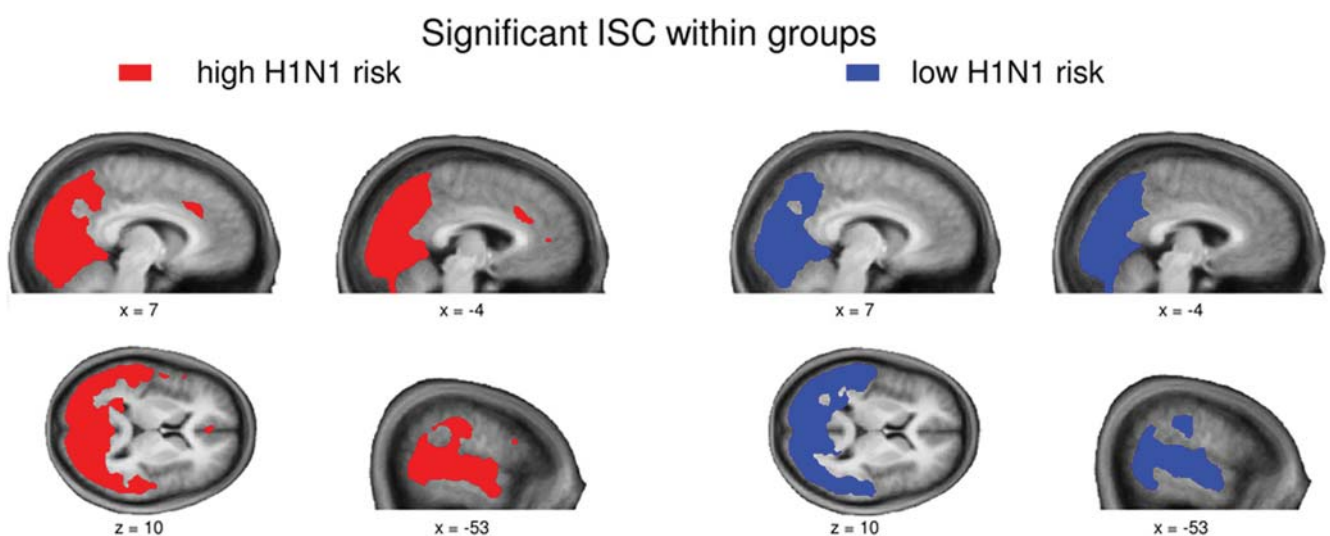 Significant ISC within groups
high H1N1 risk
low H1N1 risk
x = 7
x = -4
x = 7
x = -4
z = 10
x = -53
z = 10
x = -53